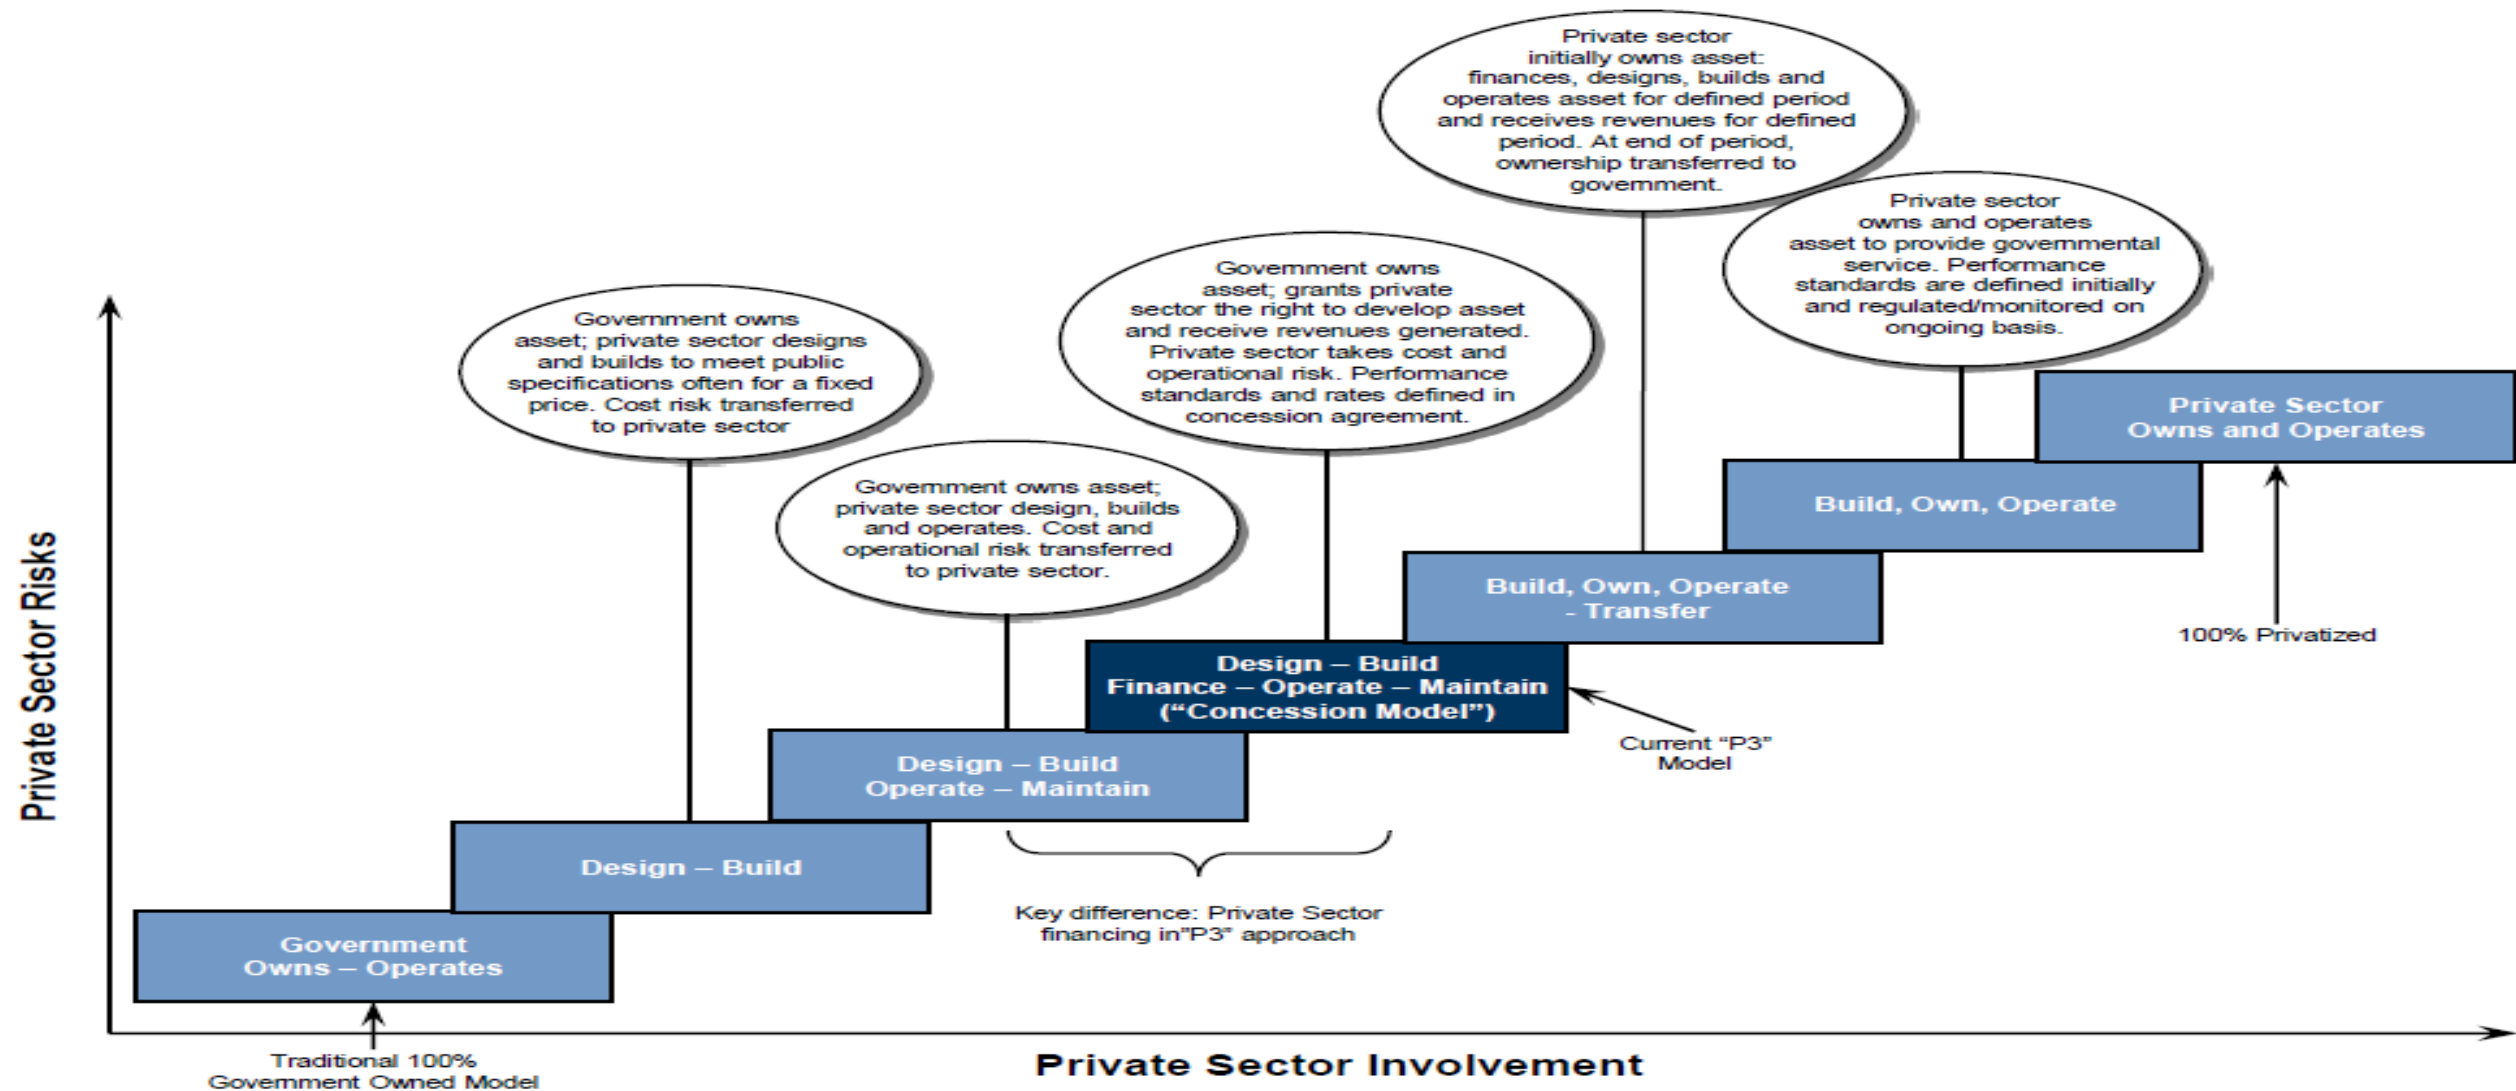 Private sector
initially owns asset:
finances, designs, builds and
operates asset for defined period
and receives revenues for defined
period. At end of period,
ownership transferred to
government.
Private sector
owns and operates
asset to provide governmental
service. Performance
standards are defined initially
and regulated/monitored on
ongoing basis.
Government owns
asset; grants private
sector the right to develop asset
and receive revenues generated.
Private sector takes cost and
operational risk. Performance
standards and rates defined in
concession agreement.
Government owns
asset; private sector designs
and builds to meet public
specifications often for a fixed
price. Cost risk transferred
to private sector
Government owns asset;
private sector design, builds
and operates. Cost and
operational risk transferred
to private sector.
Private Sector
Owns and Operates
Build, Own, Operate
Build, Own, Operate
- Transfer
100% Privatized
Design – Build
Finance – Operate – Maintain
(“Concession Model”)
Current “P3”
Model
Design – Build
Operate – Maintain
Design – Build
Key difference: Private Sector
financing in"P3" approach
Government
Owns – Operates
Traditional 100%
Government Owned Model
Private Sector Risks
Private Sector Involvement